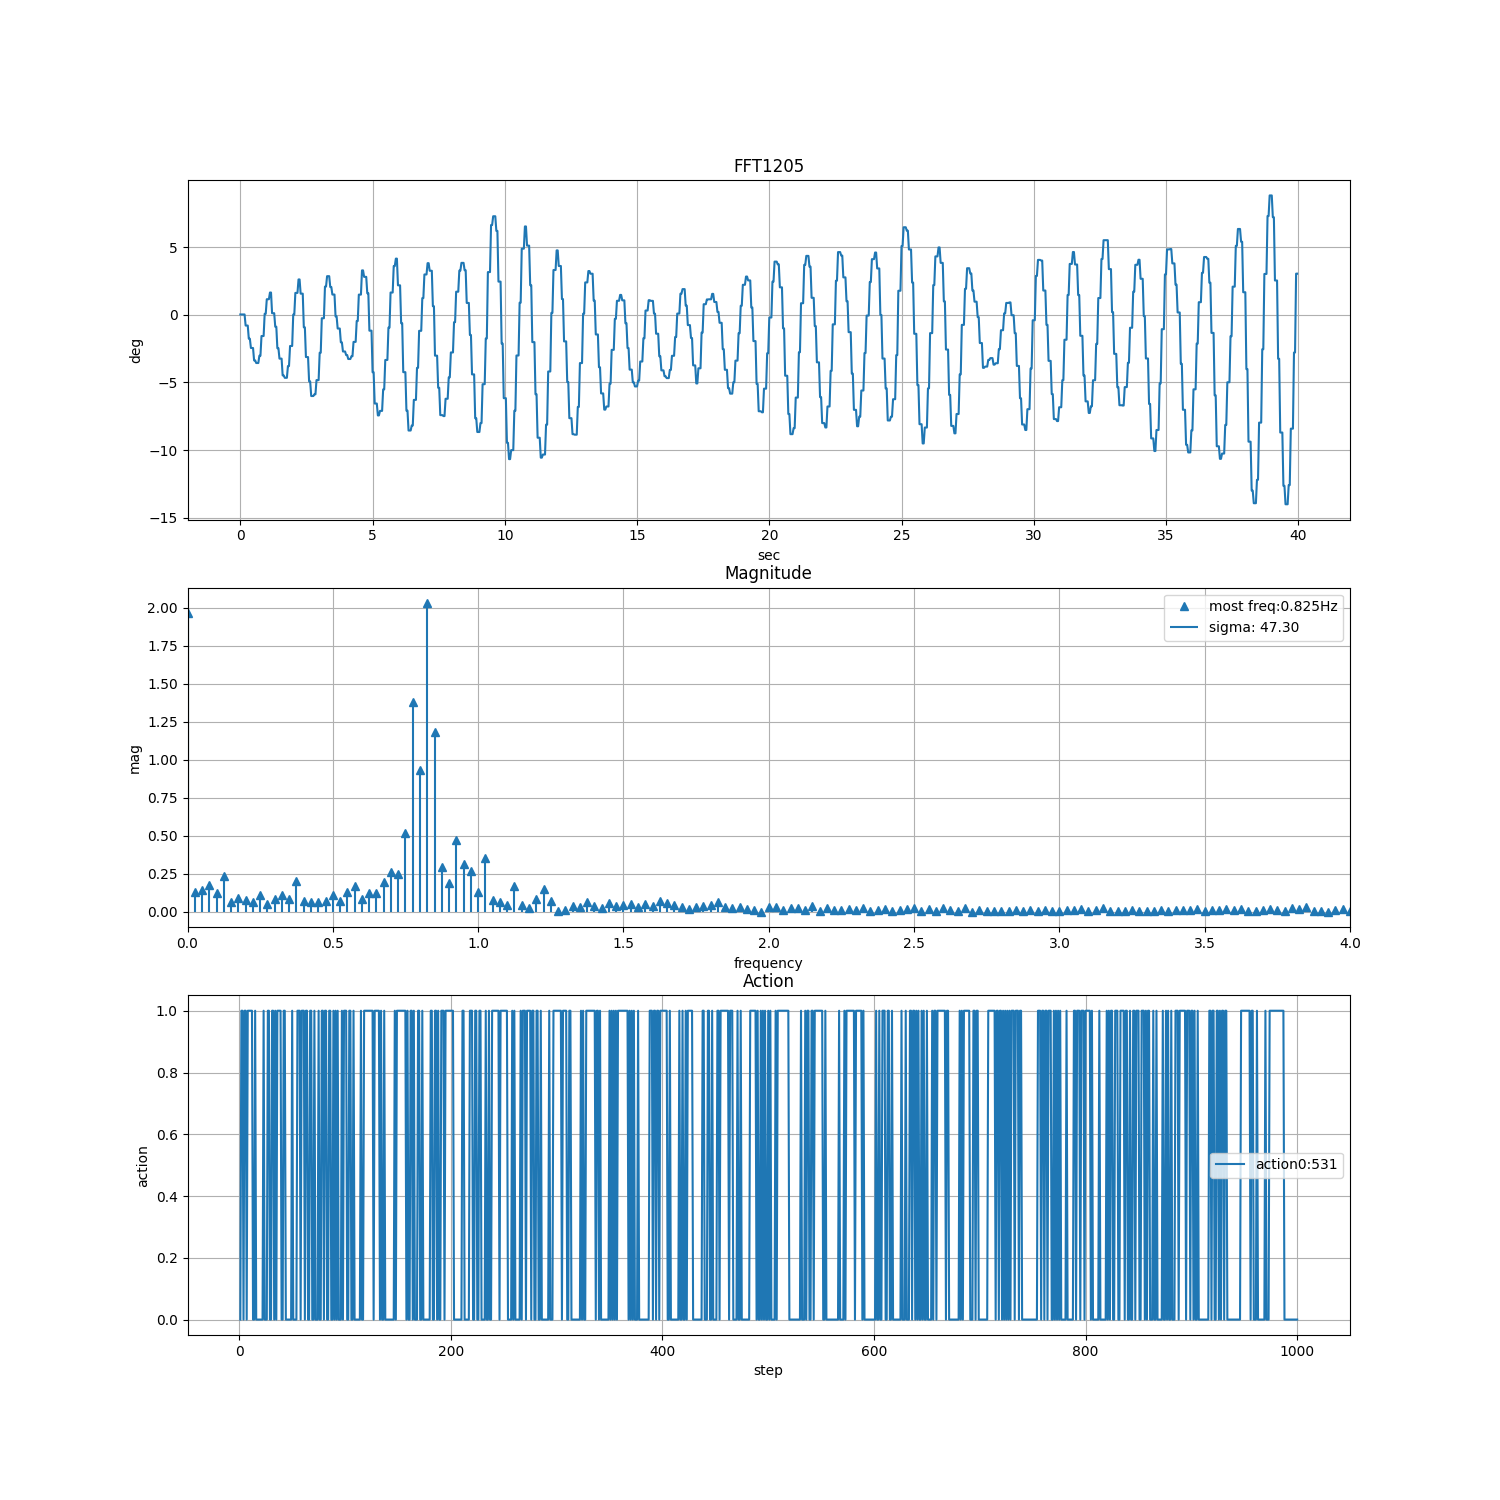 FFT1205
5
0
−5
−10
−15
deg
0 5 10 15 20 25 30 35 40
sec
Magnitude
2.00
1.75
1.50
1.25
1.00
0.75
0.50
0.25
0.00
mag
most freq:0.825Hz
sigma: 47.30
0.0 0.5 1.0 1.5 2.0 2.5 3.0 3.5 4.0
frequency
Action
1.0
0.8
0.6
0.4
0.2
0.0
action
action0:531
0 200 400 600 800 1000
step